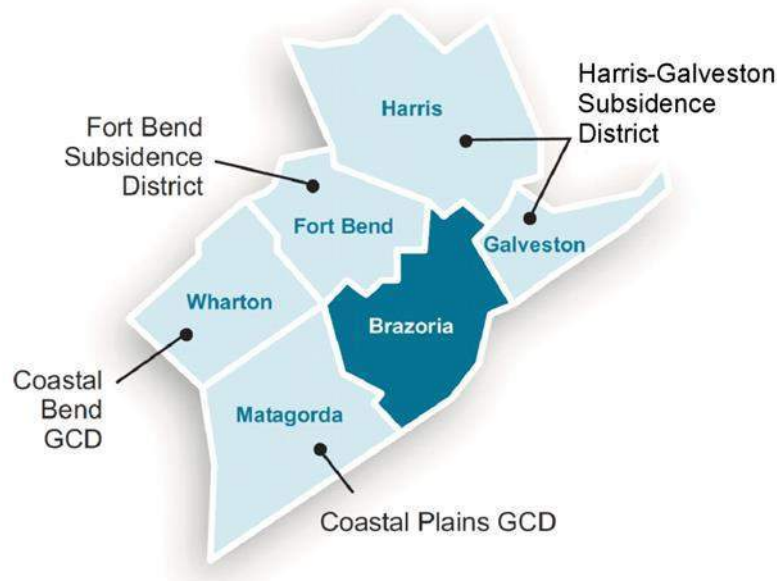 Harris
Harris-Galveston
Subsidence
District
Fort Bend
Subsidence
District
Fort Bend
Galveston
Wharton
Brazoria
Coastal
Bend
GCD
Matagorda
Coastal Plains GCD